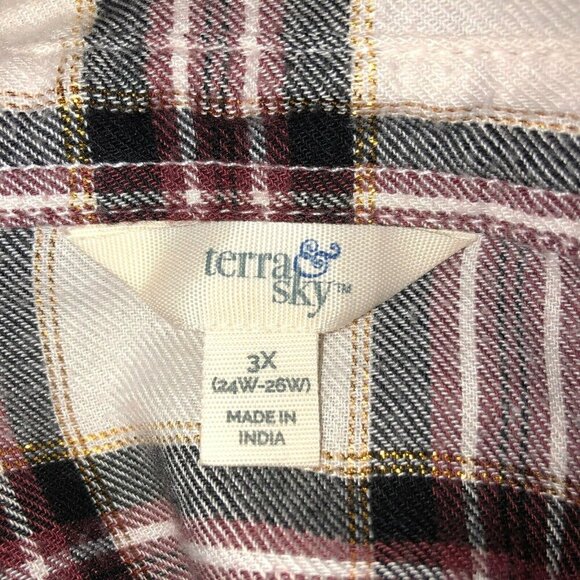 terra &
sky™
3X
(24W-26W)
MADE IN
INDIA